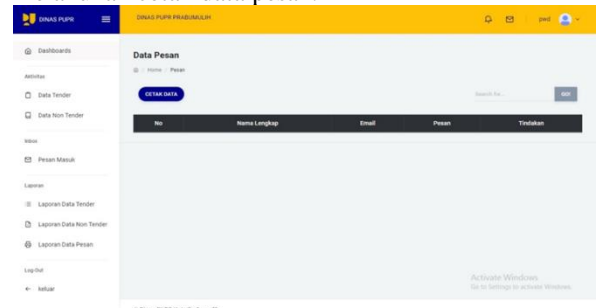 DINAS PUPR
DINAS PUPR PRABUMULIH
ped
Dashboards
Data Pesan
Home Pesan
Aktivitas
CETAK DATA
Search for...
GO!
Data Tender
Data Non Tender
No Nama Lengkap Email Pesan Tindakan
Inbox
Pesan Masuk
Laporan
Laporan Data Tender
Laporan Data Non Tender
Laporan Data Pesan
Log Out
keluar
Activate Windows
Go to Settings to activate Windows.